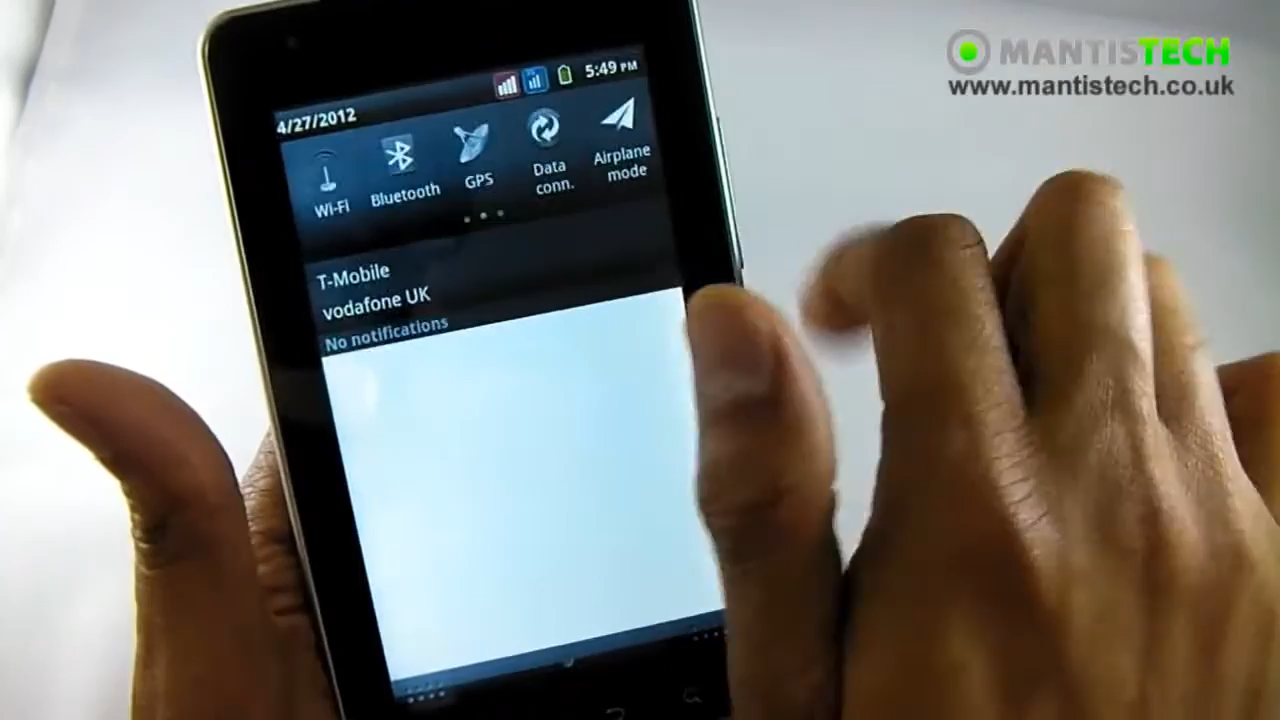 MANTISTECH
www.mantistech.co.uk
5:49 PM
4/27/2012
Wi-Fi
Bluetooth
GPS
Data
conn.
Airplane
mode
T-Mobile
vodafone UK
No notifications